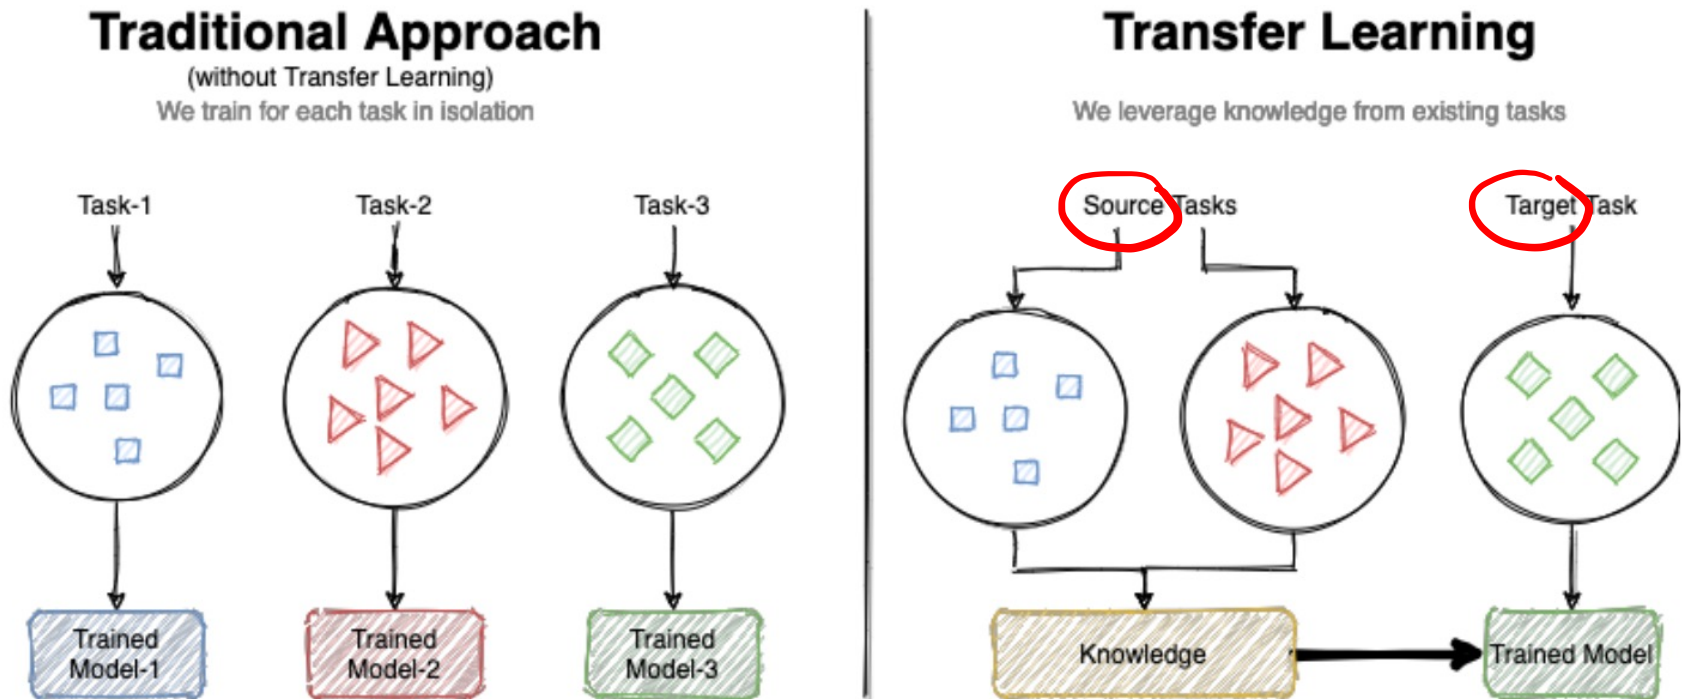 Traditional Approach
(without Transfer Learning)
We train for each task in isolation
Task-1
Task-2
Task-3
Trained
Model-1
Trained
Model-2
Trained
Model-3
Transfer Learning
We leverage knowledge from existing tasks
Source Tasks
Target Task
Knowledge
Trained Model